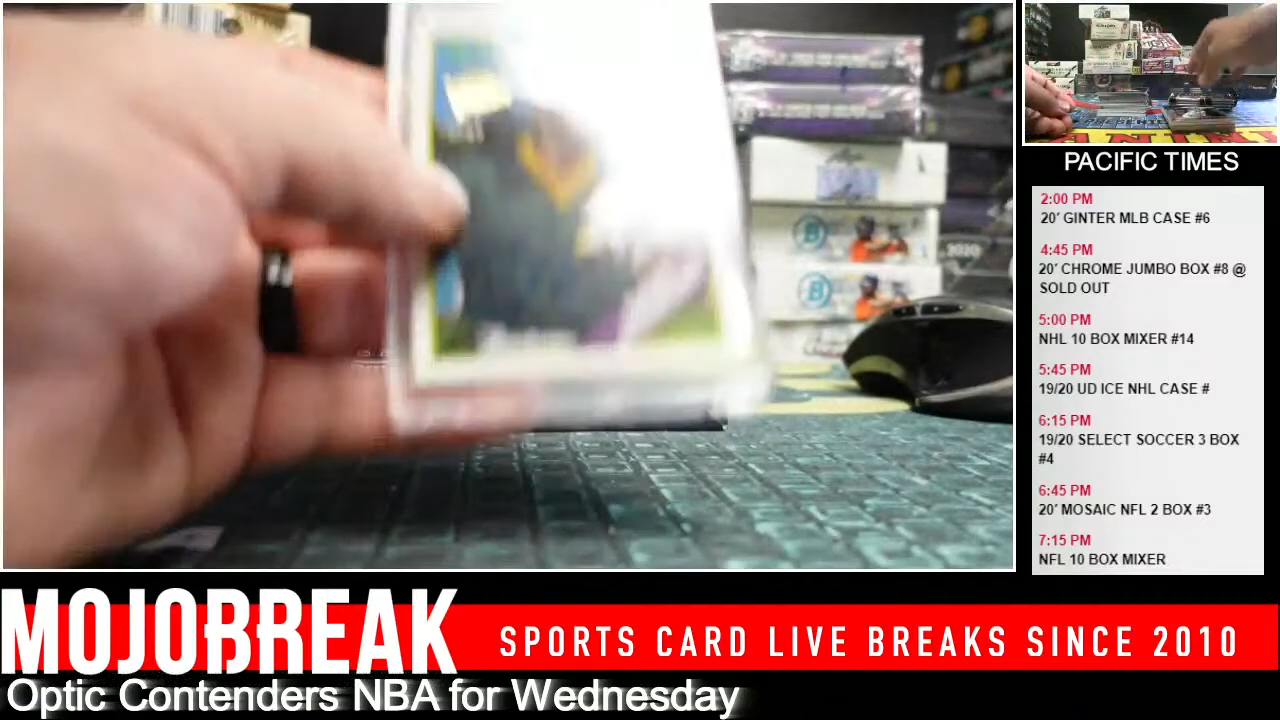 PACIFIC TIMES
2:00 PM
20' GINTER MLB CASE #6
4:45 PM
20' CHROME JUMBO BOX #8 @
SOLD OUT
5:00 PM
NHL 10 BOX MIXER #14
5:45 PM
19/20 UD ICE NHL CASE #
6:15 PM
19/20 SELECT SOCCER 3 BOX
#4
6:45 PM
20' MOSAIC NFL 2 BOX #3
7:15 PM
NFL 10 BOX MIXER
MOJOBREAK
SPORTS CARD LIVE BREAKS SINCE 2010
Optic Contenders NBA for Wednesday